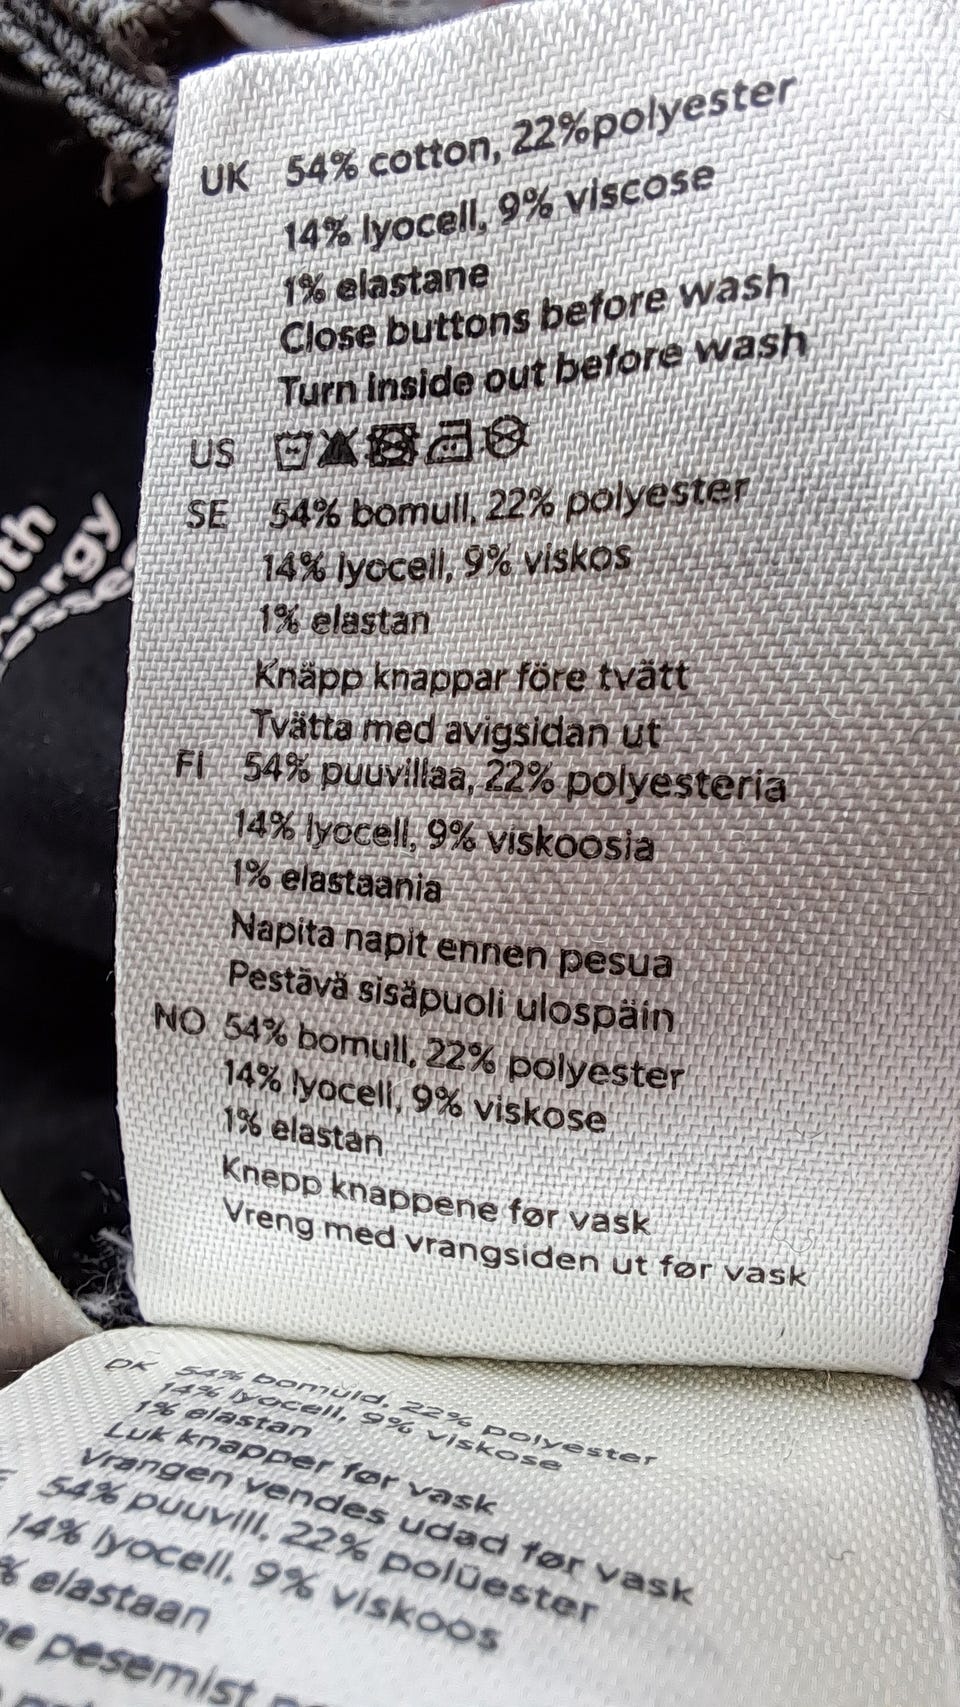 UK 54% cotton, 22%polyester
14% lyocell, 9% viscose
1% elastane
Close buttons before wash
Turn inside out before wash
US
SE 54% bomull, 22% polyester
14% lyocell, 9% viskos
1% elastan
Knäpp knappar före tvätt
Tvätta med avigsidan ut
FI 54% puuvillaa, 22% polyesteria
14% lyocell, 9% viskoosia
1% elastaania
Napita napit ennen pesua
Pestävä sisäpuoli ulospäin
NO 54% bomull, 22% polyester
14% lyocell, 9% viskose
1% elastan
Knepp knappene før vask
Vreng med vrangsiden ut før vask
DK 54% bomuld, 22% polyester
14% lyocell, 9% viskose
1% elastan
Luk knapper før vask
Vrangen vendes udad før vask
54% puuvill, 22% polüester
14% lyocell, 9% viskoos
% elastaan
pesemist